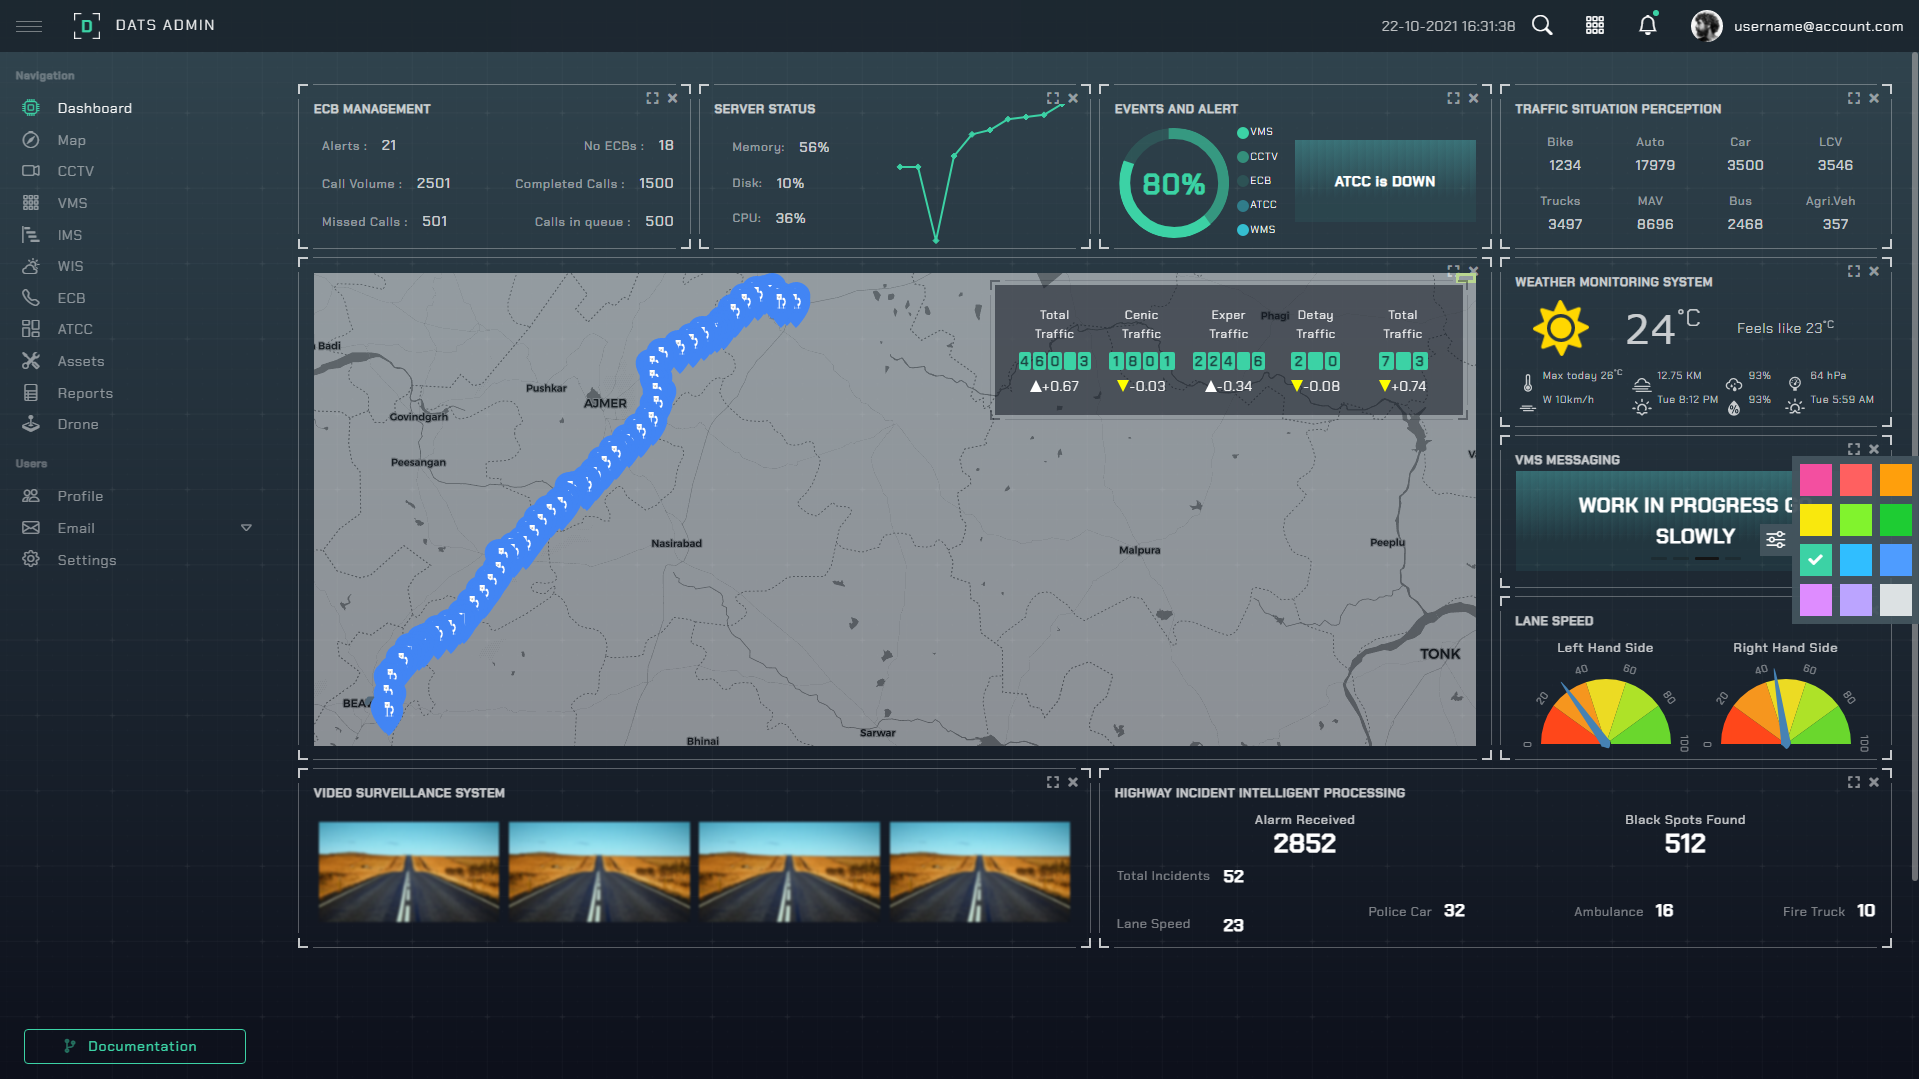 DATS ADMIN
22-10-2021 16:31:38
username@account.com
Navigation
Dashboard
Map
CCTV
VMS
IMS
WIS
ECB
ATCC
Assets
Reports
Drone
Users
Profile
Email
Settings
Documentation
ECB MANAGEMENT
Alerts : 21
No ECBs : 18
Call Volume : 2501
Completed Calls : 1500
Missed Calls : 501
Calls in queue : 500
SERVER STATUS
Memory: 56%
Disk: 10%
CPU: 36%
EVENTS AND ALERT
80%
VMS
CCTV
ECB
ATCC
WMS
ATCC is DOWN
TRAFFIC SITUATION PERCEPTION
Bike Auto Car LCV
1234 17979 3500 3546
Trucks MAV Bus Agri.Veh
3497 8696 2468 357
Total Traffic
460 3
+0.67
Cenic Traffic
1801
-0.03
Exper Traffic
224 6
-0.34
Detay Traffic
2 0
-0.08
Total Traffic
7 3
+0.74
Phagi
Badi
Pushkar
AJMER
Govindgarh
Peesangan
Nasirabad
Malpura
Peeplu
TONK
Sarwar
Bhinai
WEATHER MONITORING SYSTEM
24°C
Feels like 23°C
Max today 26°C 12.75 KM 93% 64 hPa
W 10km/h Tue 8:12 PM 93% Tue 5:59 AM
VMS MESSAGING
WORK IN PROGRESS
SLOWLY
LANE SPEED
Left Hand Side
0 20 40 60 80 100
Right Hand Side
0 20 40 60 80 100
VIDEO SURVEILLANCE SYSTEM
HIGHWAY INCIDENT INTELLIGENT PROCESSING
Alarm Received
2852
Black Spots Found
512
Total Incidents 52
Lane Speed 23
Police Car 32
Ambulance 16
Fire Truck 10